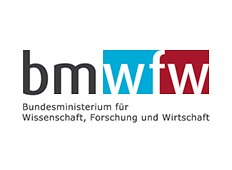 bmwfw
Bundesministerium für
Wissenschaft, Forschung und Wirtschaft